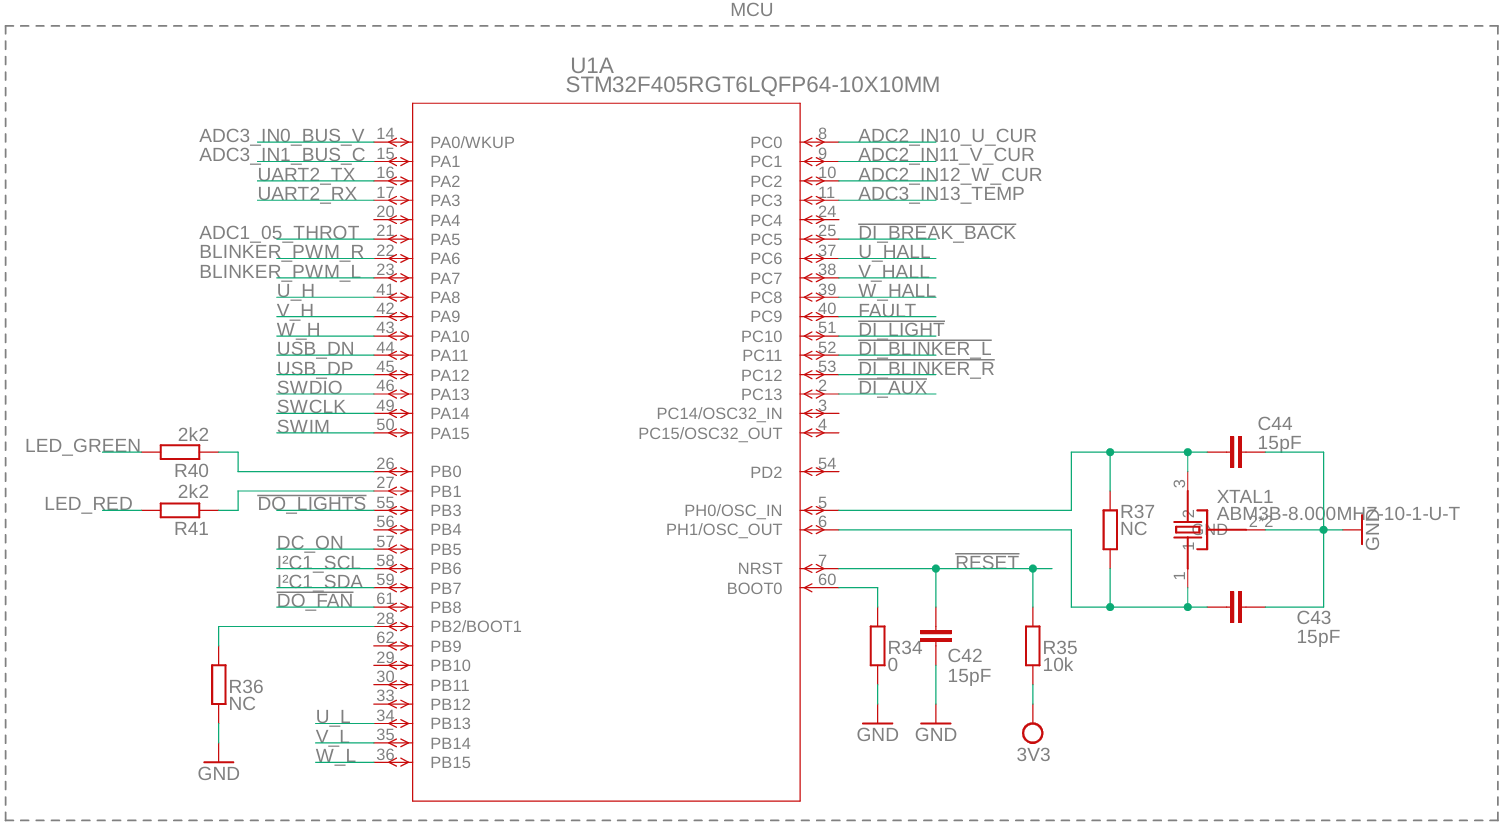 MCU
U1A
STM32F405RGT6LQFP64-10X10MM
ADC3_IN0_BUS_V 14 PA0/WKUP
ADC3_IN1_BUS_C 15 PA1
UART2_TX 16 PA2
UART2_RX 17 PA3
20 PA4
ADC1_05_THROT 21 PA5
BLINKER_PWM_R 22 PA6
BLINKER_PWM_L 23 PA7
U_H 41 PA8
V_H 42 PA9
W_H 43 PA10
USB_DN 44 PA11
USB_DP 45 PA12
SWDIO 46 PA13
SWCLK 49 PA14
SWIM 50 PA15
LED_GREEN 2k2 R40 26 PB0
LED_RED 2k2 R41 27 PB1
DO_LIGHTS 55 PB3
56 PB4
DC_ON 57 PB5
I²C1_SCL 58 PB6
I²C1_SDA 59 PB7
DO_FAN 61 PB8
28 PB2/BOOT1
62 PB9
29 PB10
30 PB11
33 PB12
U_L 34 PB13
V_L 35 PB14
W_L 36 PB15
R36
NC
GND
PC0 8 ADC2_IN10_U_CUR
PC1 9 ADC2_IN11_V_CUR
PC2 10 ADC2_IN12_W_CUR
PC3 11 ADC3_IN13_TEMP
PC4 24
PC5 25 DI_BREAK_BACK
PC6 37 U_HALL
PC7 38 V_HALL
PC8 39 W_HALL
PC9 40 FAULT
PC10 51 DI_LIGHT
PC11 52 DI_BLINKER_L
PC12 53 DI_BLINKER_R
PC13 2 DI_AUX
PC14/OSC32_IN 3
PC15/OSC32_OUT 4
PD2 54
PH0/OSC_IN 5
PH1/OSC_OUT 6
NRST 7 RESET
BOOT0 60
R34
0
GND
C42
15pF
GND
R35
10k
3V3
C44
15pF
R37
NC
XTAL1
ABM3B-8.000MHZ-10-1-U-T
3
2
GND
2*2
1
1
GND
C43
15pF